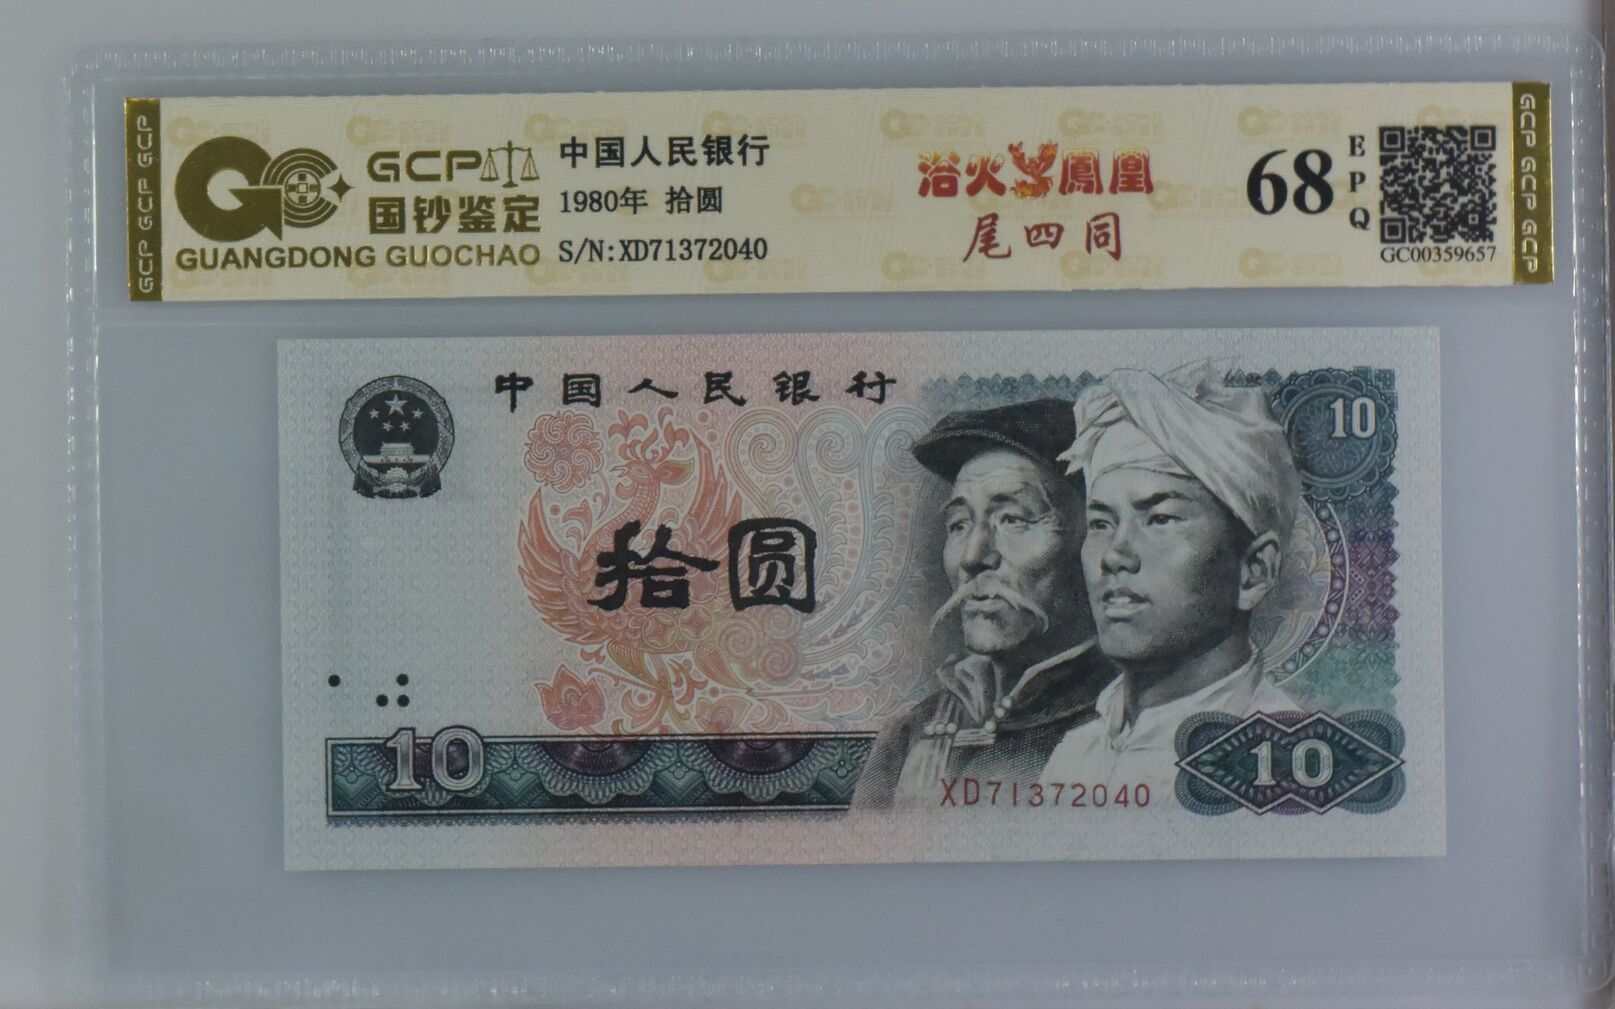 GCP GCP GCP
GCP
国钞鉴定
GUANGDONG GUOCHAO
中国人民银行
1980年 拾圆
S/N:XD71372040
浴火鳳凰
尾四同
68
EPQ
GC00359657
GCP GCP GCP
中国人民银行
10
拾圆
10
XD71372040
10